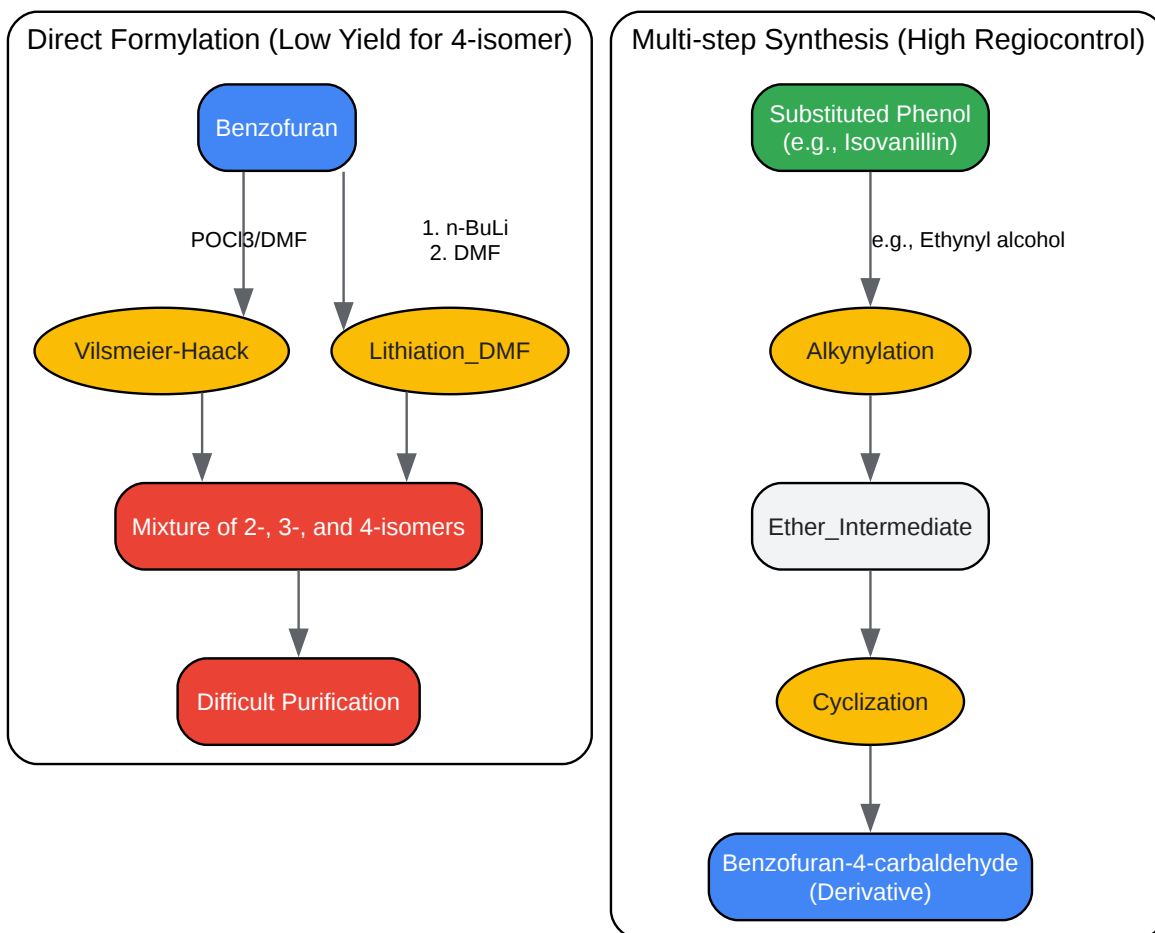 Direct Formylation (Low Yield for 4-isomer)
Benzofuran
POCl3/DMF
1. n-BuLi
2. DMF
Vilsmeier-Haack
Lithiation_DMF
Mixture of 2-, 3-, and 4-isomers
Difficult Purification
Multi-step Synthesis (High Regiocontrol)
Substituted Phenol
(e.g., Isovanillin)
e.g., Ethynyl alcohol
Alkynylation
Ether_Intermediate
Cyclization
Benzofuran-4-carbaldehyde
(Derivative)